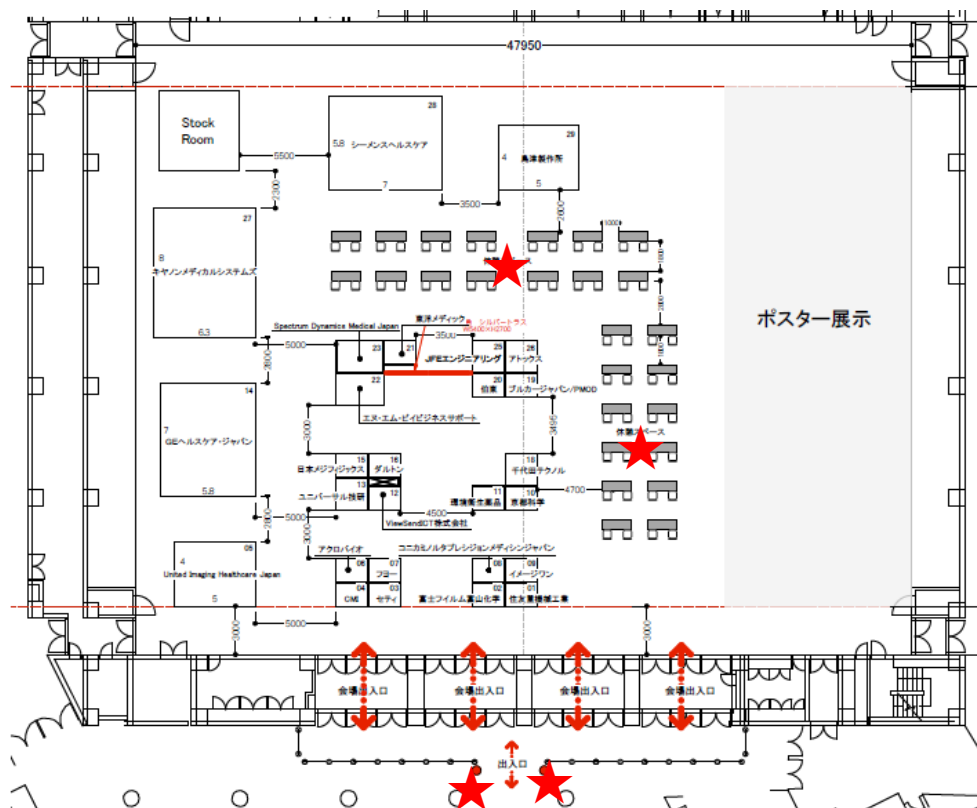 47950
Stock
Room
28
5.8
シーメンスヘルスケア
7
29
4
島津製作所
5
5500
2300
3500
2600
1000
27
8
キヤノンメディカルシステムズ
6.3
休憩
ス
1800
ポスター展示
東洋メディック
シルバートラス
Spectrum Dynamics Medical Japan
3500
5000
23
21
25
26
JFEエンジニアリング
アトックス
2800
22
20
19
伯東
ブルカージャパン/PMOD
14
7
GEヘルスケア・ジャパン
5.8
エヌ・エム・ピイビジネスサポート
3000
3495
休憩スペース
15
16
18
日本メジフィジックス
ダルトン
千代田テクノル
13
12
11
10
ユニバーサル技研
環境衛生薬品
京都科学
4700
5000
4500
ViewSendICT株式会社
2800
3000
アクロバイオ
コニカミノルタプレシジョンメディシンジャパン
05
4
United Imaging Healthcare Japan
5
06
07
08
09
フヨー
イメージワン
04
03
02
01
CMI
セティ
富士フイルム富山化学
住友重機械工業
3000
5000
3000
会場出入口
会場出入口
会場出入口
会場出入口
出入口